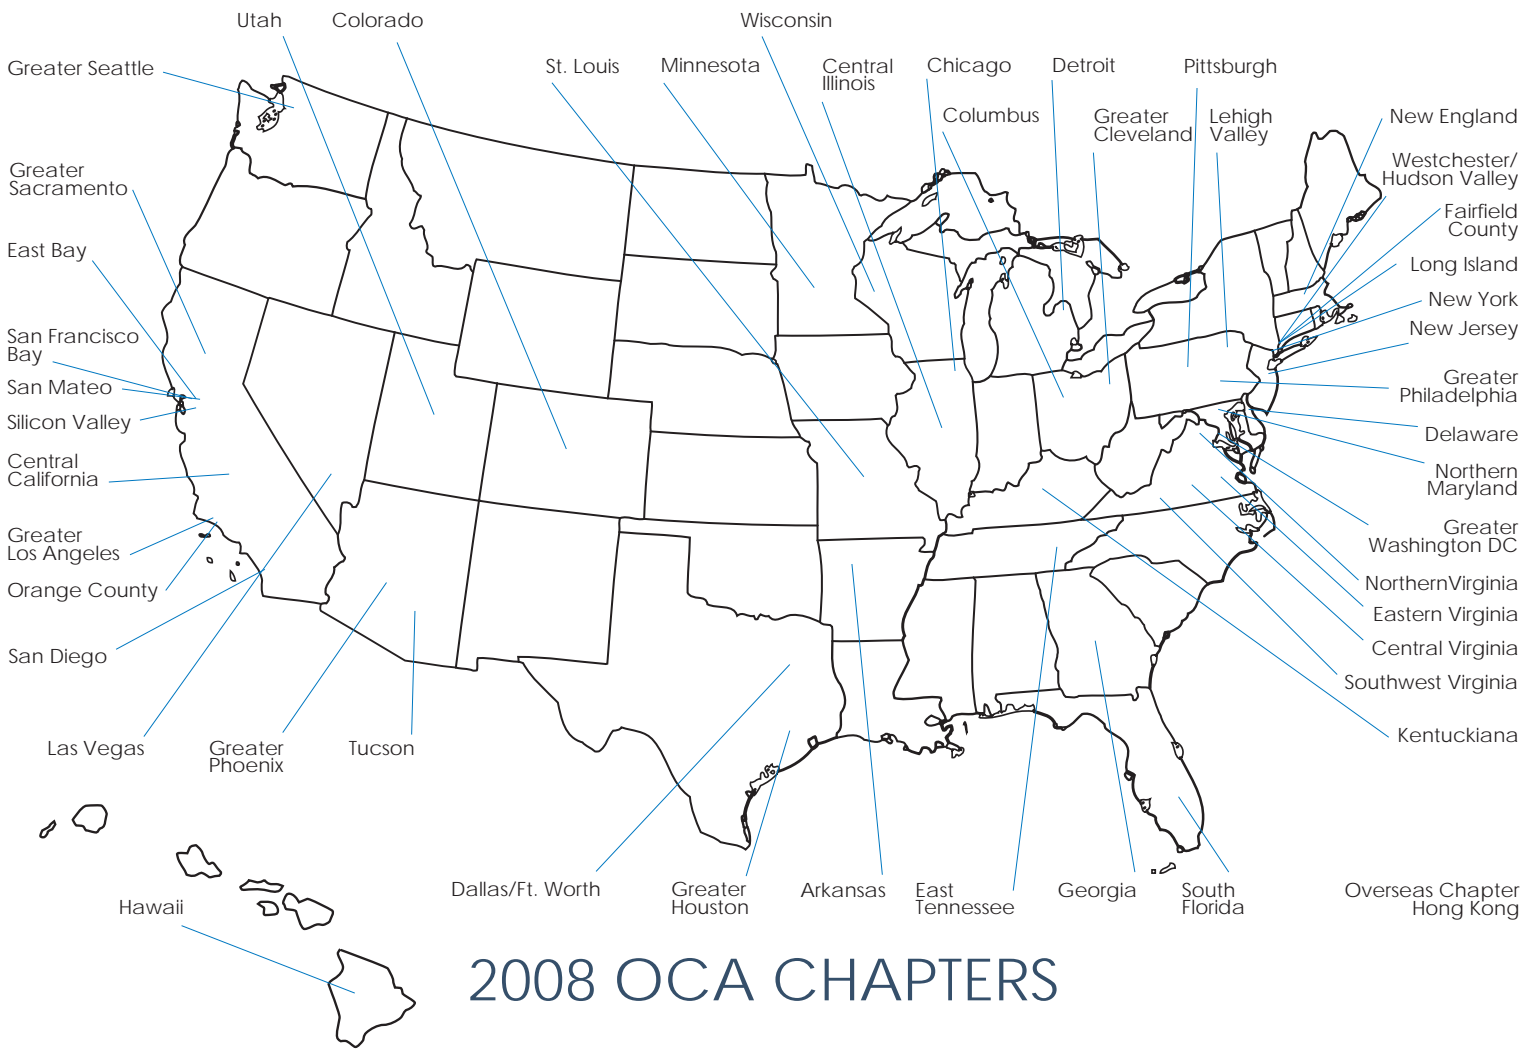 Utah
Colorado
Wisconsin
Greater Seattle
St. Louis
Minnesota
Central
Illinois
Chicago
Detroit
Pittsburgh
Columbus
Greater
Cleveland
Lehigh
Valley
New England
Greater
Sacramento
Westchester/
Hudson Valley
Fairfield
County
East Bay
Long Island
New York
San Francisco
Bay
New Jersey
San Mateo
Greater
Philadelphia
Silicon Valley
Delaware
Central
California
Northern
Maryland
Greater
Los Angeles
Greater
Washington DC
Orange County
NorthernVirginia
Eastern Virginia
Central Virginia
San Diego
Southwest Virginia
Las Vegas
Greater
Phoenix
Tucson
Kentuckiana
Dallas/Ft. Worth
Greater
Houston
Arkansas
East
Tennessee
Georgia
South
Florida
Overseas Chapter
Hong Kong
Hawaii
2008 OCA CHAPTERS